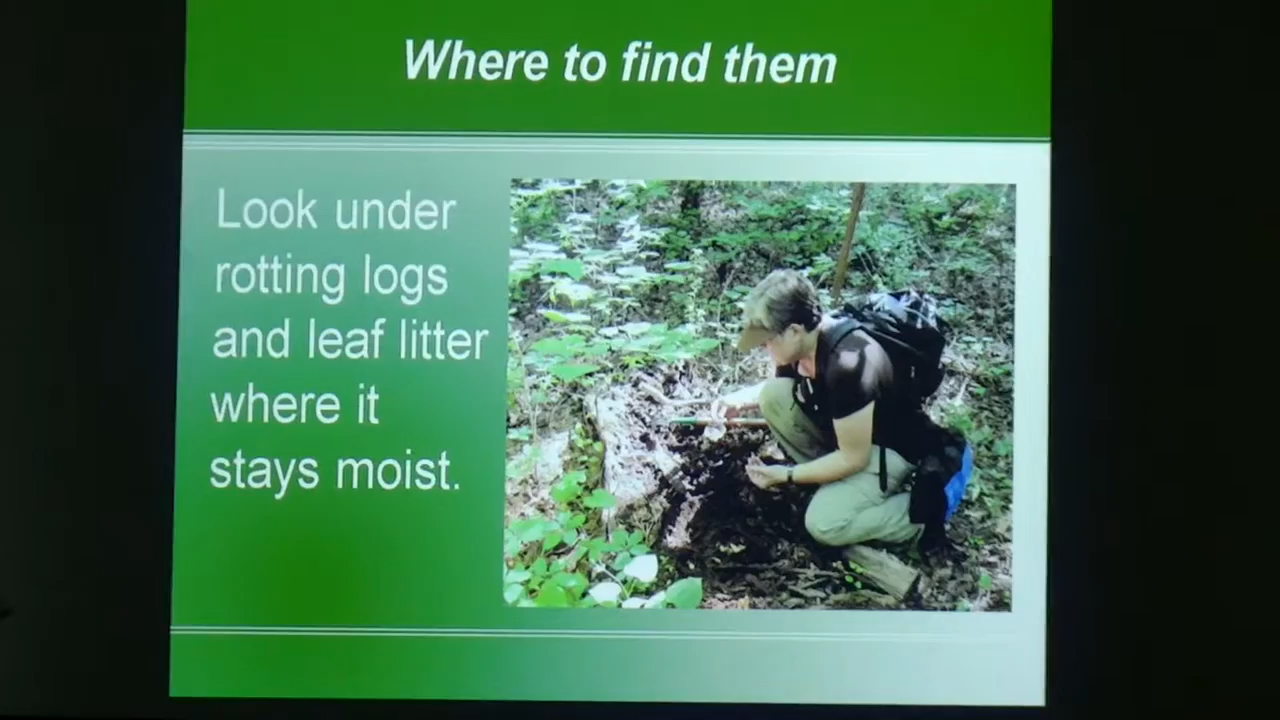 Where to find them
Look under
rotting logs
and leaf litter
where it
stays moist.